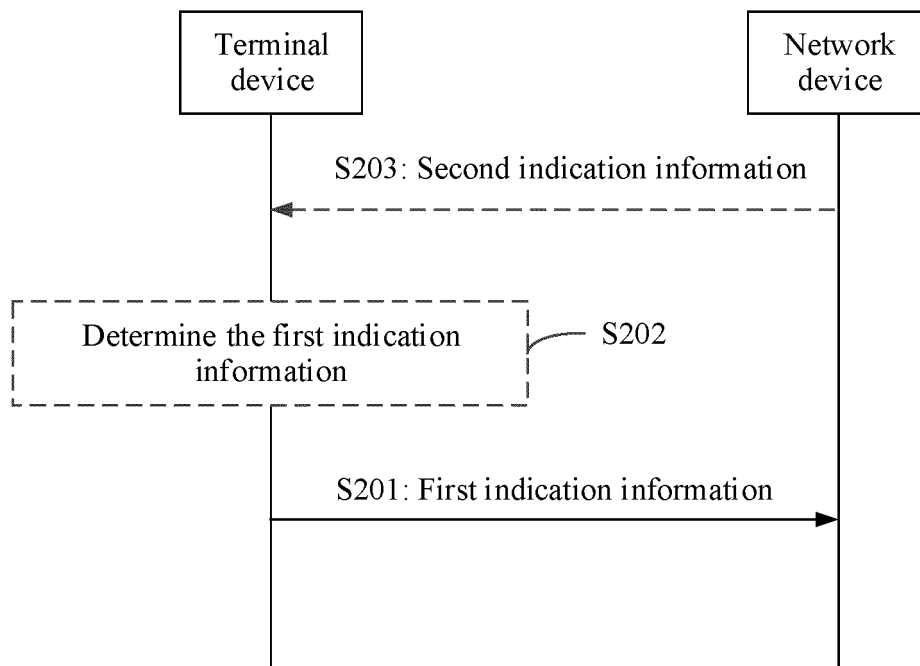 Terminal
device
Network
device
S203: Second indication information
Determine the first indication
information
S202
S201: First indication information